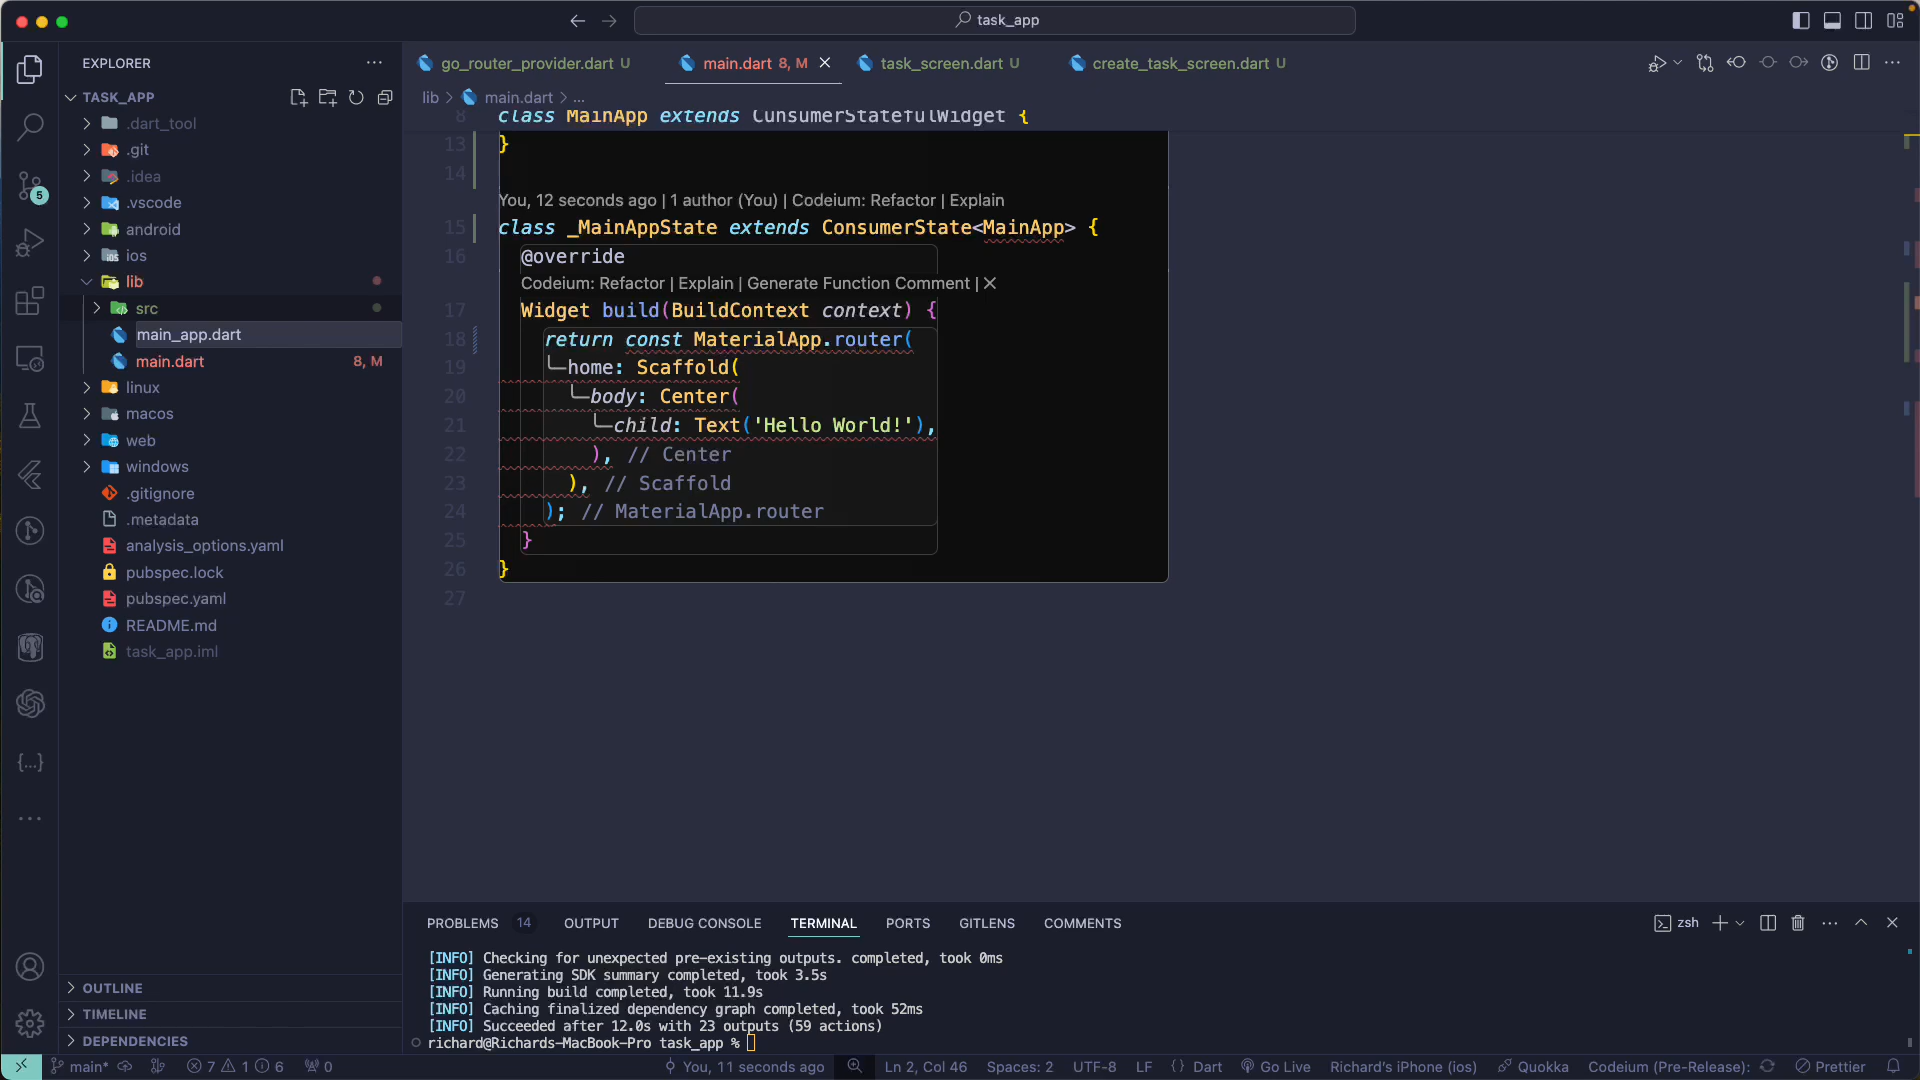 task_app
EXPLORER
TASK_APP
.dart_tool
.git
.idea
.vscode
android
ios
lib
src
main_app.dart
main.dart 8, M
linux
macos
web
windows
.gitignore
.metadata
analysis_options.yaml
pubspec.lock
pubspec.yaml
README.md
task_app.iml
OUTLINE
TIMELINE
DEPENDENCIES
5
go_router_provider.dart U
main.dart 8, M
task_screen.dart U
create_task_screen.dart U
lib > main.dart > ...
8 class MainApp extends ConsumerStatefulWidget {
13 }
14
You, 12 seconds ago | 1 author (You) | Codeium: Refactor | Explain
15 class _MainAppState extends ConsumerState<MainApp> {
16 @override
Codeium: Refactor | Explain | Generate Function Comment | X
17 Widget build(BuildContext context) {
18 return const MaterialApp.router(
19 home: Scaffold(
20 body: Center(
21 child: Text('Hello World!'),
22 ), // Center
23 ), // Scaffold
24 ); // MaterialApp.router
25 }
26 }
27
PROBLEMS 14 OUTPUT DEBUG CONSOLE TERMINAL PORTS GITLENS COMMENTS
zsh
[INFO] Checking for unexpected pre-existing outputs. completed, took 0ms
[INFO] Generating SDK summary completed, took 3.5s
[INFO] Running build completed, took 11.9s
[INFO] Caching finalized dependency graph completed, took 52ms
[INFO] Succeeded after 12.0s with 23 outputs (59 actions)
richard@Richards-MacBook-Pro task_app %
main* 7 1 6 0 You, 11 seconds ago Ln 2, Col 46 Spaces: 2 UTF-8 LF { } Dart Go Live Richard's iPhone (ios) Quokka Codeium (Pre-Release): Prettier